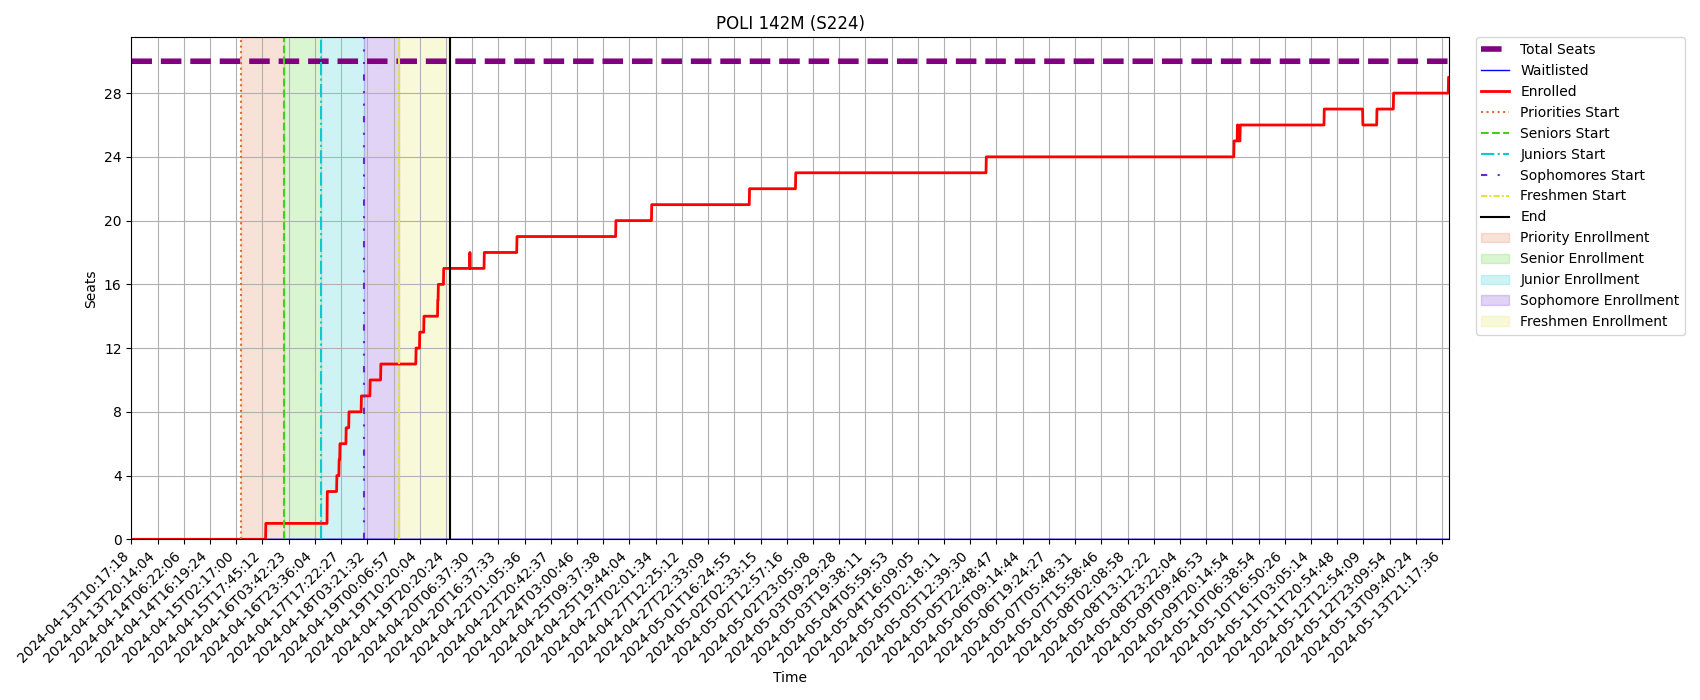 POLI 142M (S224)
Total Seats
Waitlisted
Enrolled
Priorities Start
Seniors Start
Juniors Start
Sophomores Start
Freshmen Start
End
Priority Enrollment
Senior Enrollment
Junior Enrollment
Sophomore Enrollment
Freshmen Enrollment
Seats
28
24
20
16
12
8
4
0
2024-04-13T10:17:18
2024-04-13T20:14:04
2024-04-14T06:22:06
2024-04-14T16:19:24
2024-04-15T02:17:00
2024-04-15T17:45:12
2024-04-16T03:42:23
2024-04-16T23:36:04
2024-04-17T17:22:27
2024-04-18T03:21:32
2024-04-19T00:06:57
2024-04-19T10:20:04
2024-04-19T20:20:24
2024-04-20T06:37:30
2024-04-20T16:37:33
2024-04-22T01:05:36
2024-04-22T20:42:37
2024-04-24T03:00:46
2024-04-25T09:37:38
2024-04-25T19:44:04
2024-04-27T02:01:34
2024-04-27T12:25:12
2024-04-27T22:33:09
2024-05-01T16:24:55
2024-05-02T02:33:15
2024-05-02T12:57:16
2024-05-02T23:05:08
2024-05-03T09:29:28
2024-05-03T19:38:11
2024-05-04T05:59:53
2024-05-04T16:09:05
2024-05-05T02:18:11
2024-05-05T12:39:30
2024-05-05T22:48:47
2024-05-06T09:14:44
2024-05-06T19:24:27
2024-05-07T05:48:31
2024-05-07T15:58:46
2024-05-08T02:08:58
2024-05-08T13:12:22
2024-05-08T23:22:04
2024-05-09T09:46:53
2024-05-09T20:14:54
2024-05-10T06:38:54
2024-05-10T16:50:26
2024-05-11T03:05:14
2024-05-11T20:54:48
2024-05-12T12:54:09
2024-05-12T23:09:54
2024-05-13T09:40:24
2024-05-13T21:17:36
Time